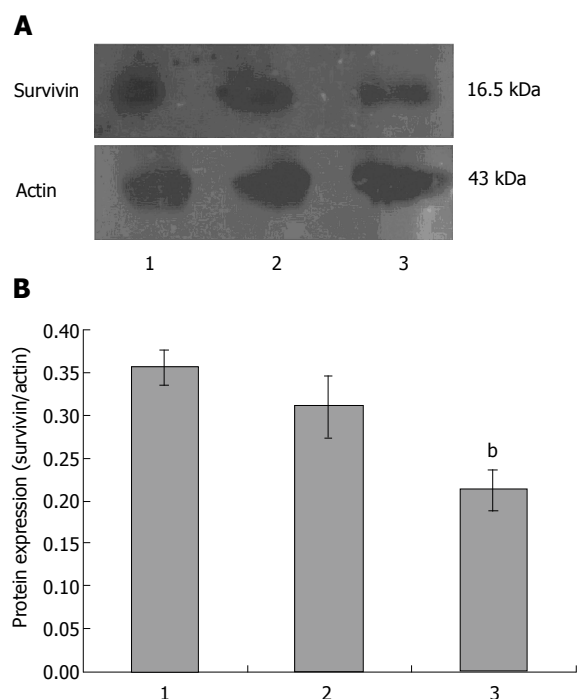 A
Survivin 16.5 kDa
Actin 43 kDa
1 2 3
B
Protein expression (survivin/actin)
0.40
0.35
0.30
0.25
0.20
0.15
0.10
0.05
0.00
b
1 2 3